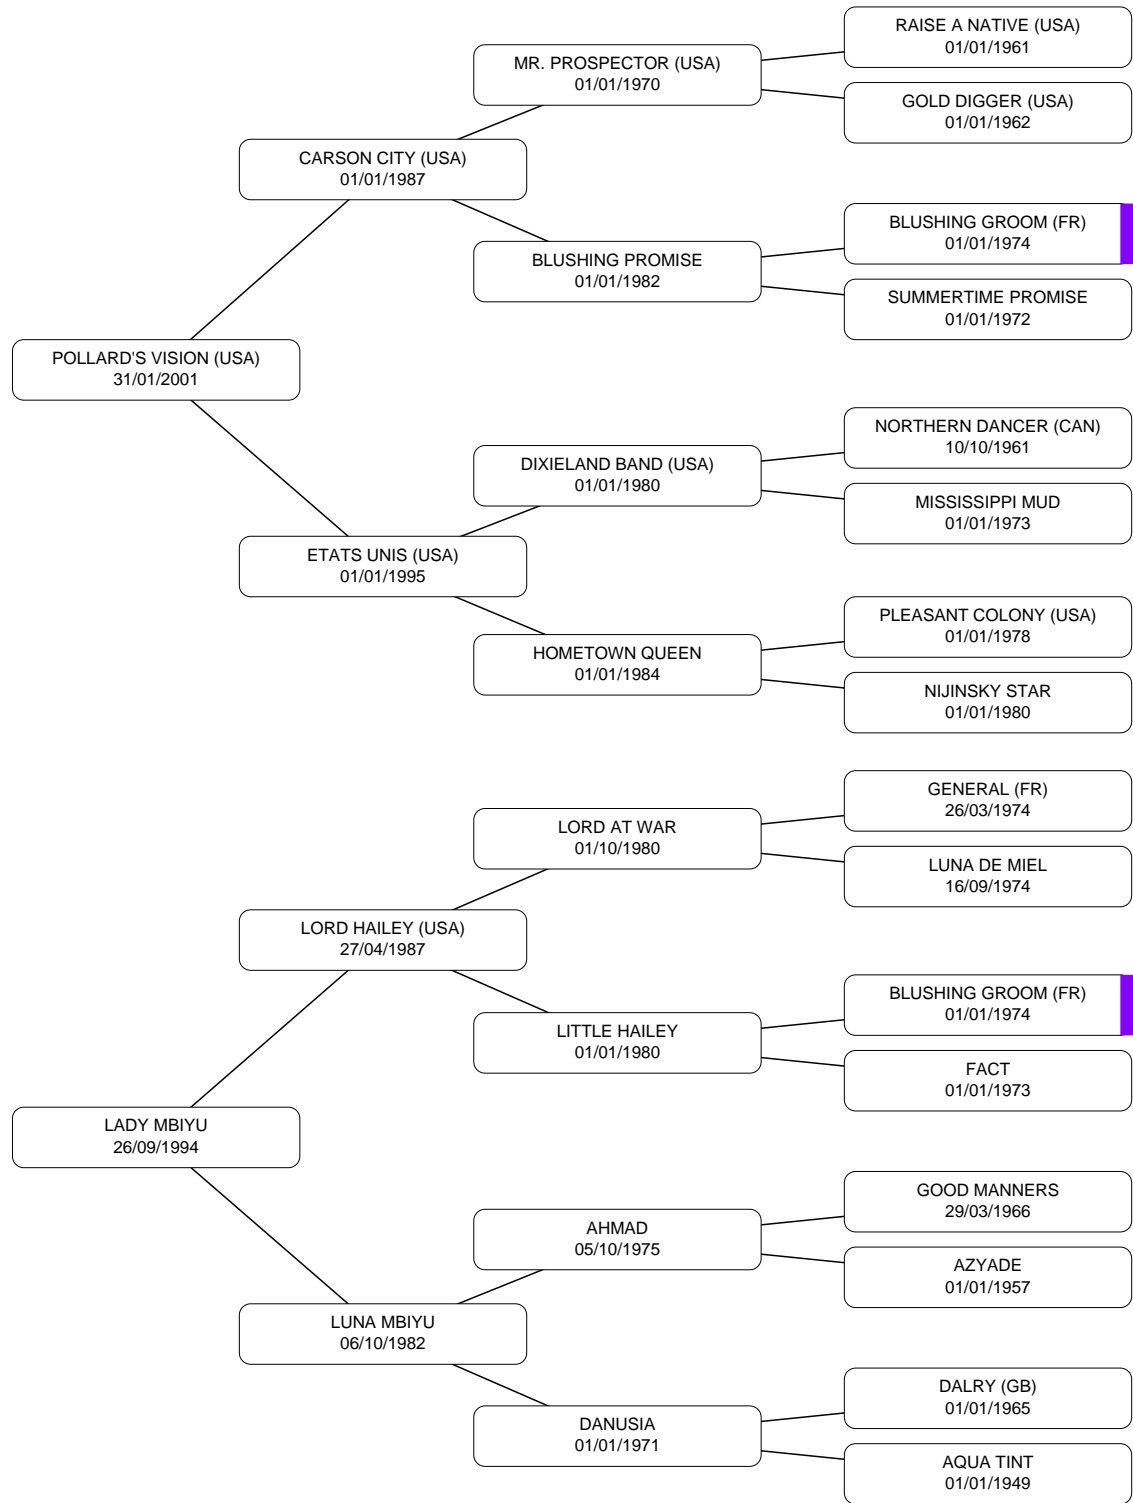 RAISE A NATIVE (USA)
01/01/1961
MR. PROSPECTOR (USA)
01/01/1970
GOLD DIGGER (USA)
01/01/1962
CARSON CITY (USA)
01/01/1987
BLUSHING GROOM (FR)
01/01/1974
BLUSHING PROMISE
01/01/1982
SUMMERTIME PROMISE
01/01/1972
POLLARD'S VISION (USA)
31/01/2001
NORTHERN DANCER (CAN)
10/10/1961
DIXIELAND BAND (USA)
01/01/1980
MISSISSIPPI MUD
01/01/1973
ETATS UNIS (USA)
01/01/1995
PLEASANT COLONY (USA)
01/01/1978
HOMETOWN QUEEN
01/01/1984
NIJINSKY STAR
01/01/1980
GENERAL (FR)
26/03/1974
LORD AT WAR
01/10/1980
LUNA DE MIEL
16/09/1974
LORD HAILEY (USA)
27/04/1987
BLUSHING GROOM (FR)
01/01/1974
LITTLE HAILEY
01/01/1980
FACT
01/01/1973
LADY MBIYU
26/09/1994
GOOD MANNERS
29/03/1966
AHMAD
05/10/1975
AZYADE
01/01/1957
LUNA MBIYU
06/10/1982
DALRY (GB)
01/01/1965
DANUSIA
01/01/1971
AQUA TINT
01/01/1949